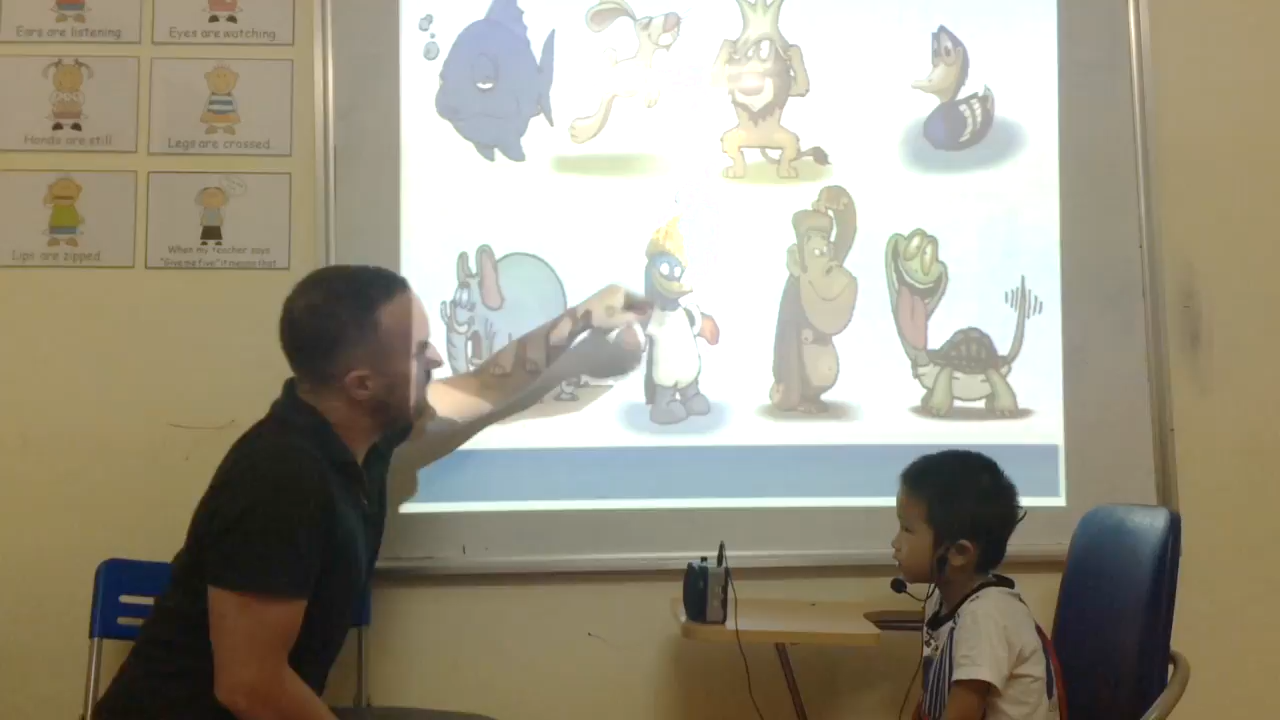 Ears are listening.
Eyes are watching
Hands are still.
Legs are crossed.
Lips are zipped.
When my teacher says
"Give me five," it means that